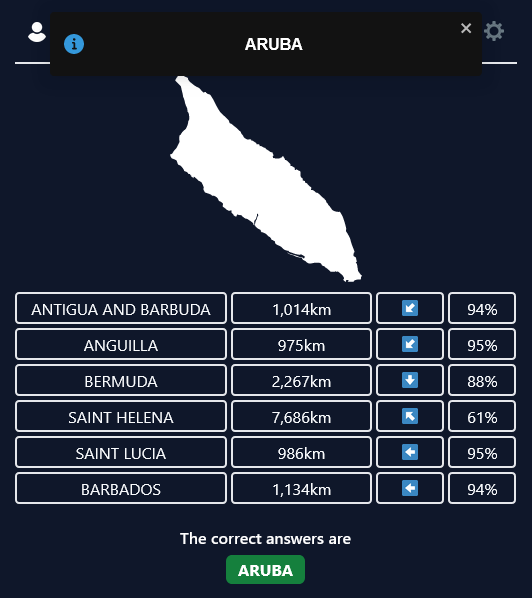 ARUBA
ANTIGUA AND BARBUDA 1,014km 94%
ANGUILLA 975km 95%
BERMUDA 2,267km 88%
SAINT HELENA 7,686km 61%
SAINT LUCIA 986km 95%
BARBADOS 1,134km 94%
The correct answers are
ARUBA